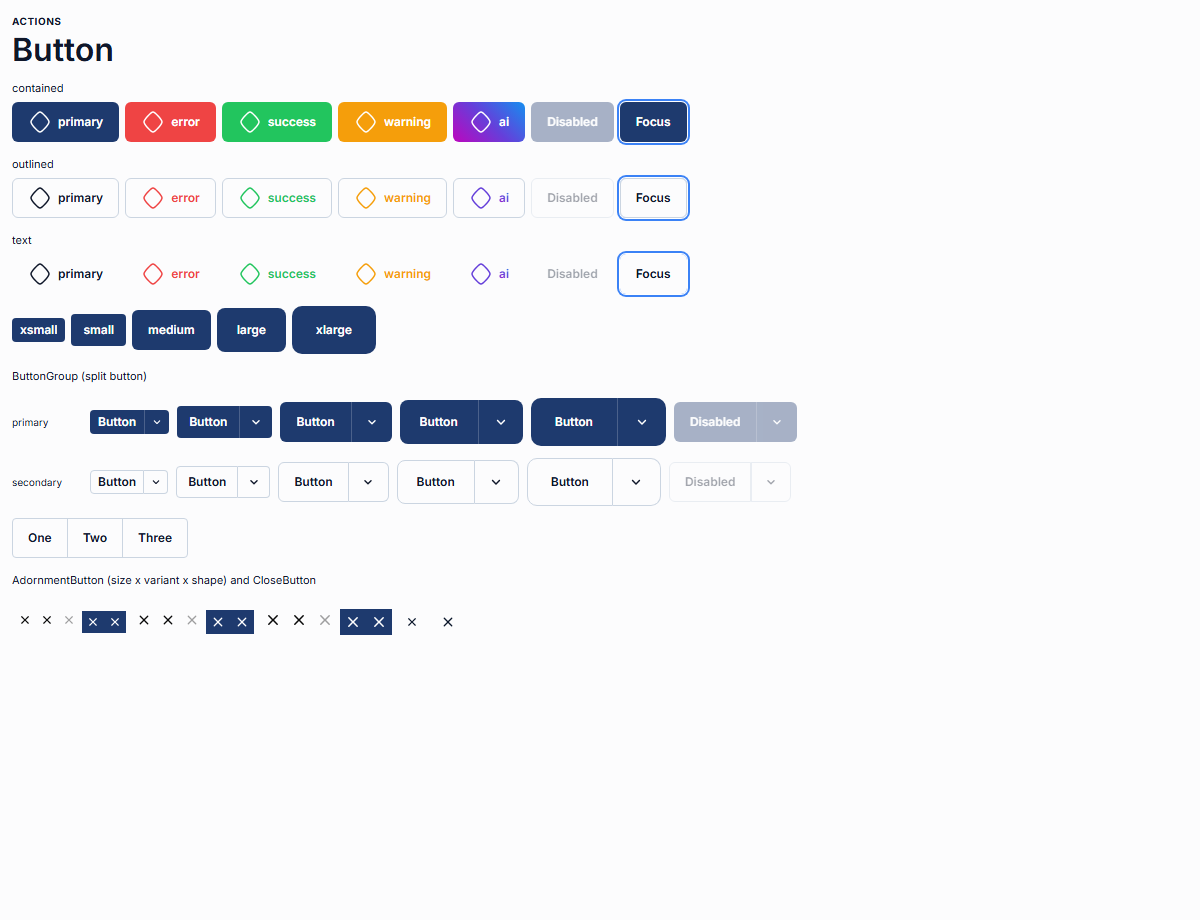 ACTIONS
Button
contained
primary error success warning ai Disabled Focus
outlined
primary error success warning ai Disabled Focus
text
primary error success warning ai Disabled Focus
xsmall small medium large xlarge
ButtonGroup (split button)
primary Button Button Button Button Button Disabled
secondary Button Button Button Button Button Disabled
One Two Three
AdornmentButton (size x variant x shape) and CloseButton